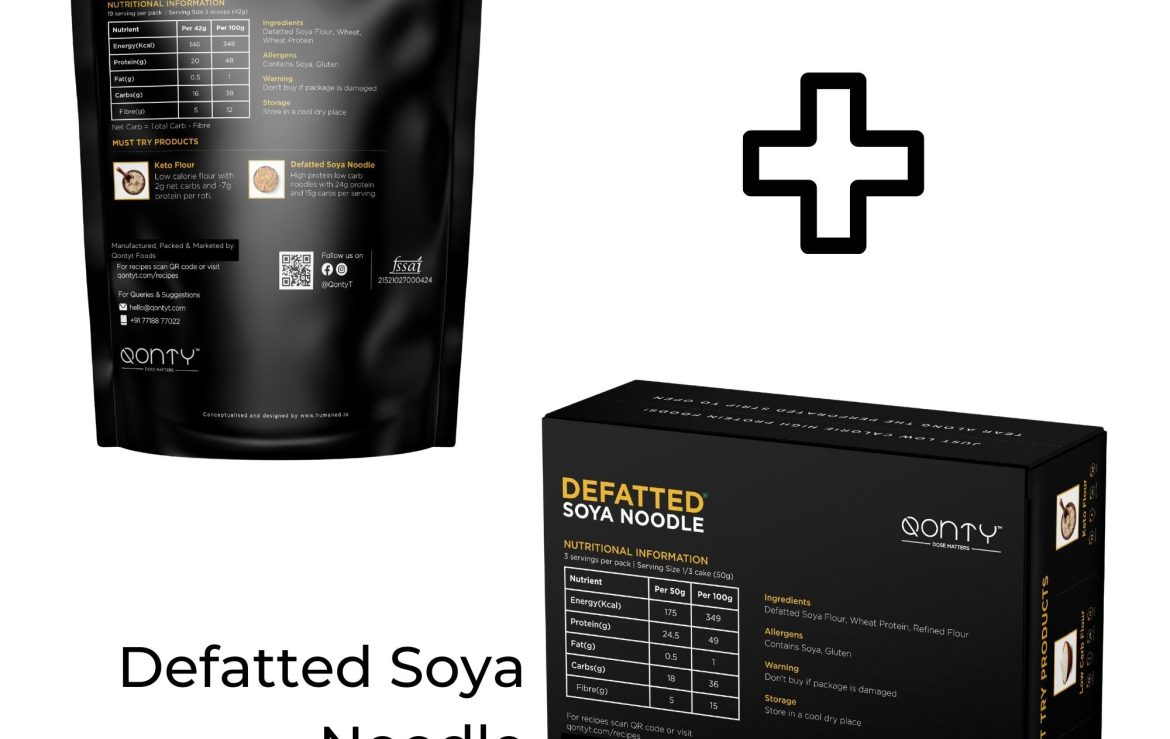 NUTRITIONAL INFORMATION
18 serving per pack | Serving Size 2 scoops (42g)
Nutrient Per 42g Per 100g
Energy(Kcal) 146 348
Protein(g) 20 48
Fat(g) 0.5 1
Carbs(g) 16 38
Fibre(g) 5 12
Net Carb = Total Carb - Fibre
Ingredients
Defatted Soya Flour, Wheat,
Wheat Protein
Allergens
Contains Soya, Gluten
Warning
Don't buy if package is damaged
Storage
Store in a cool dry place
MUST TRY PRODUCTS
Keto Flour
Low calorie flour with
2g net carbs and ~7g
protein per roti.
Defatted Soya Noodle
High protein low carb
noodles with 24g protein
and 15g carbs per serving.
Manufactured, Packed & Marketed by:
Qontyt Foods
For recipes scan QR code or visit
qontyt.com/recipes
For Queries & Suggestions
hello@qontyt.com
+91 77188 77022
Follow us on
@QontyT
fssai
21521027000424
QONTY™
DOSE MATTERS
Conceptualised and designed by www.humaned.in
TEAR ALONG THE PERFORATED STRIP TO OPEN
JUST LOW CALORIE HIGH PROTEIN FOODS!
DEFATTED
SOYA NOODLE
QONTY™
DOSE MATTERS
NUTRITIONAL INFORMATION
3 servings per pack | Serving Size 1/3 cake (50g)
Nutrient Per 50g Per 100g
Energy(Kcal) 175 349
Protein(g) 24.5 49
Fat(g) 0.5 1
Carbs(g) 18 36
Fibre(g) 5 15
Ingredients
Defatted Soya Flour, Wheat Protein, Refined Flour
Allergens
Contains Soya, Gluten
Warning
Don't buy if package is damaged
Storage
Store in a cool dry place
For recipes scan QR code or visit
qontyt.com/recipes
Keto Flour
Low Carb Flour
TRY PRODUCTS
Defatted Soya
Noodle